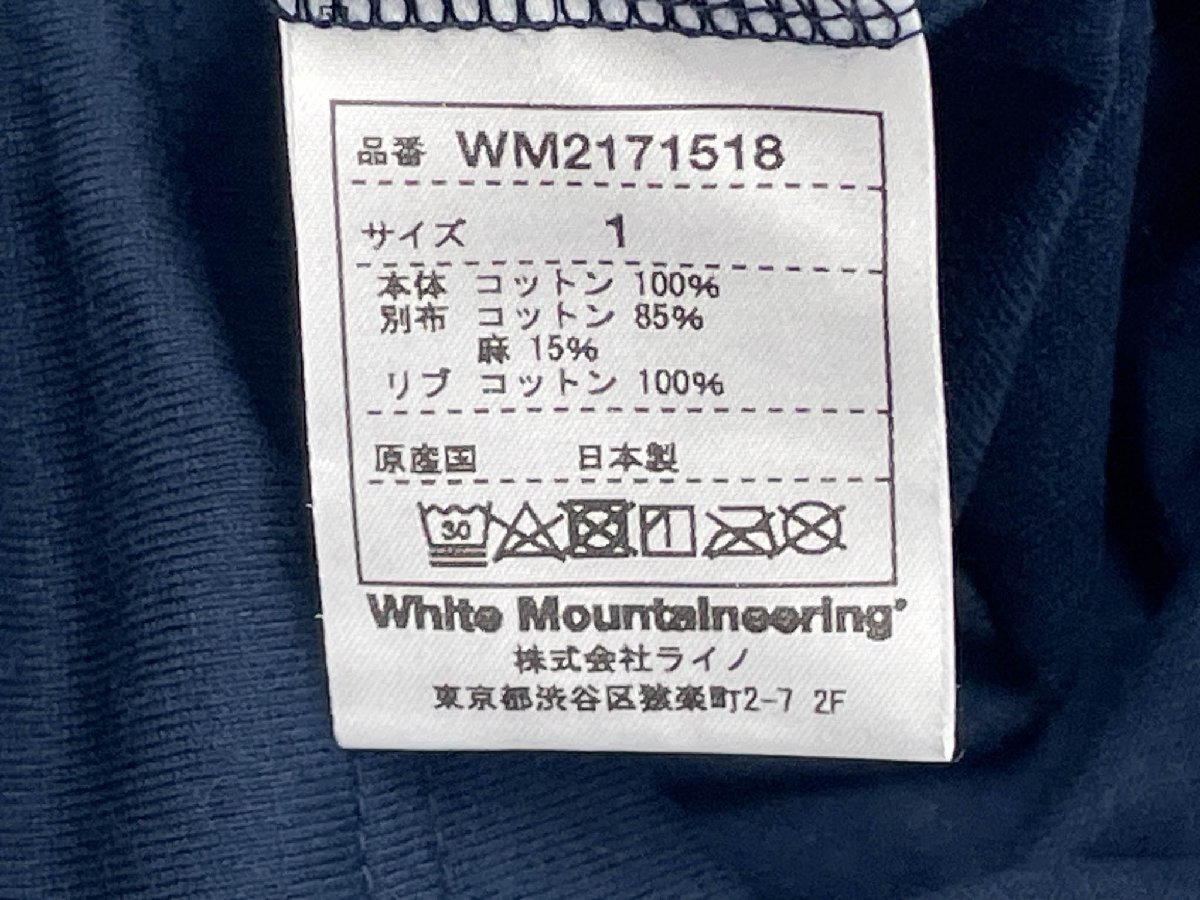 品番 WM2171518
サイズ 1
本体 コットン 100%
別布 コットン 85%
麻 15%
リブ コットン 100%
原産国 日本製
30
White Mountaineering®
株式会社ライノ
東京都渋谷区猿楽町2-7 2F